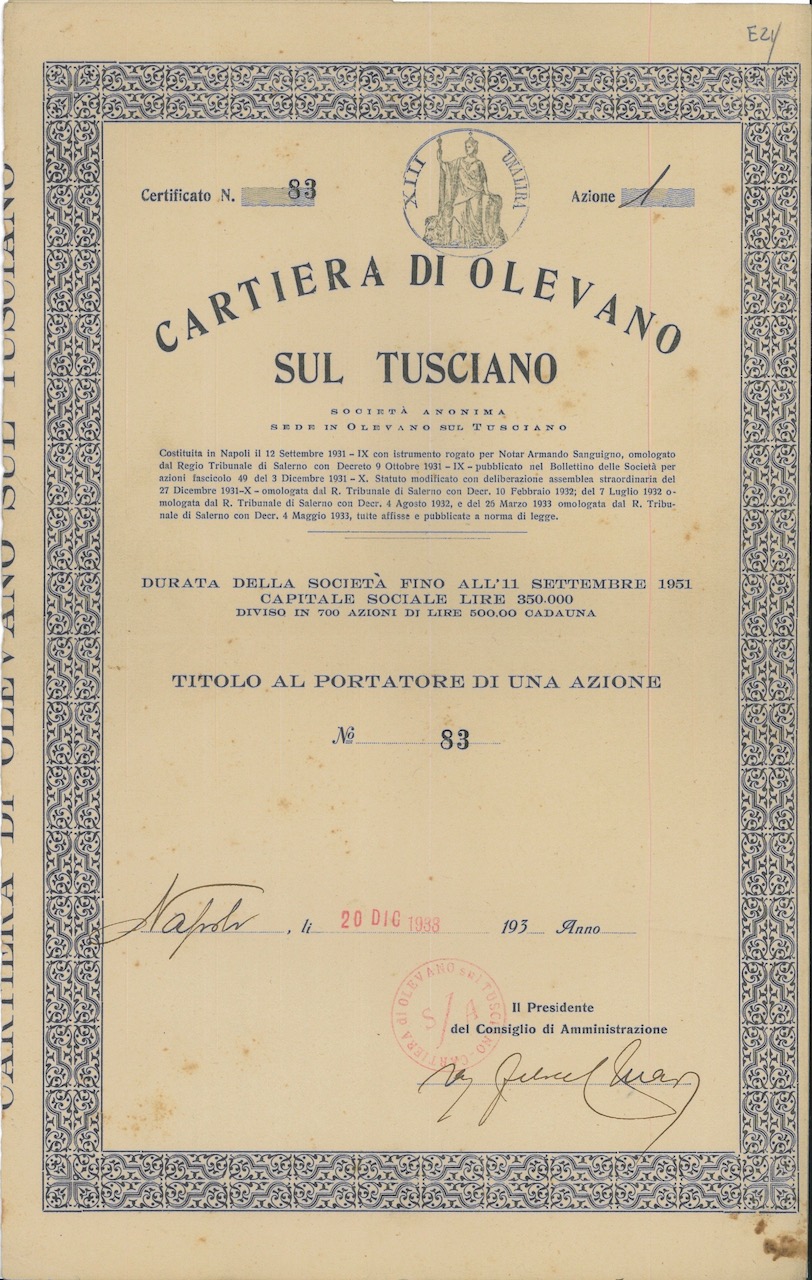 E24
Certificato N. 83
XIII UNA LIRA
Azione 1
CARTIERA DI OLEVANO
SUL TUSCIANO
SOCIETÀ ANONIMA
SEDE IN OLEVANO SUL TUSCIANO
Costituita in Napoli il 12 Settembre 1931 - IX con istrumento rogato per Notar Armando Sanguigno, omologato
dal Regio Tribunale di Salerno con Decreto 9 Ottobre 1931 - IX - pubblicato nel Bollettino delle Società per
azioni fascicolo 49 del 3 Dicembre 1931 - X. Statuto modificato con deliberazione assemblea straordinaria del
27 Dicembre 1931-X - omologata dal R. Tribunale di Salerno con Decr. 10 Febbraio 1932; del 7 Luglio 1932 o-
mologata dal R. Tribunale di Salerno con Decr. 4 Agosto 1932, e del 25 Marzo 1933 omologata dal R. Tribu-
nale di Salerno con Decr. 4 Maggio 1933, tutte affisse e pubblicate a norma di legge.
DURATA DELLA SOCIETÀ FINO ALL'11 SETTEMBRE 1951
CAPITALE SOCIALE LIRE 350.000
DIVISO IN 700 AZIONI DI LIRE 500,00 CADAUNA
TITOLO AL PORTATORE DI UNA AZIONE
No 83
Napoli, li 20 DIC 1938 193 Anno
CARTIERA di OLEVANO sul TUSCIANO
S/A
Il Presidente
del Consiglio di Amministrazione
CARTIERA DI OLEVANO SUL TUSCIANO